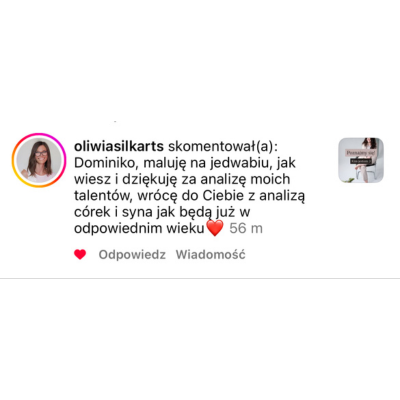 oliwiasilkarts skomentował(a):
Dominiko, maluję na jedwabiu, jak
wiesz i dziękuję za analizę moich
talentów, wrócę do Ciebie z analizą
córek i syna jak będą już w
odpowiednim wieku❤️ 56 m
Odpowiedz Wiadomość